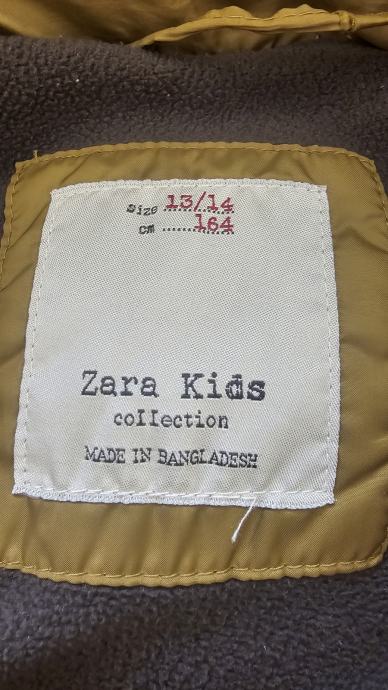 Size 13/14
cm 164
Zara Kids
collection
MADE IN BANGLADESH